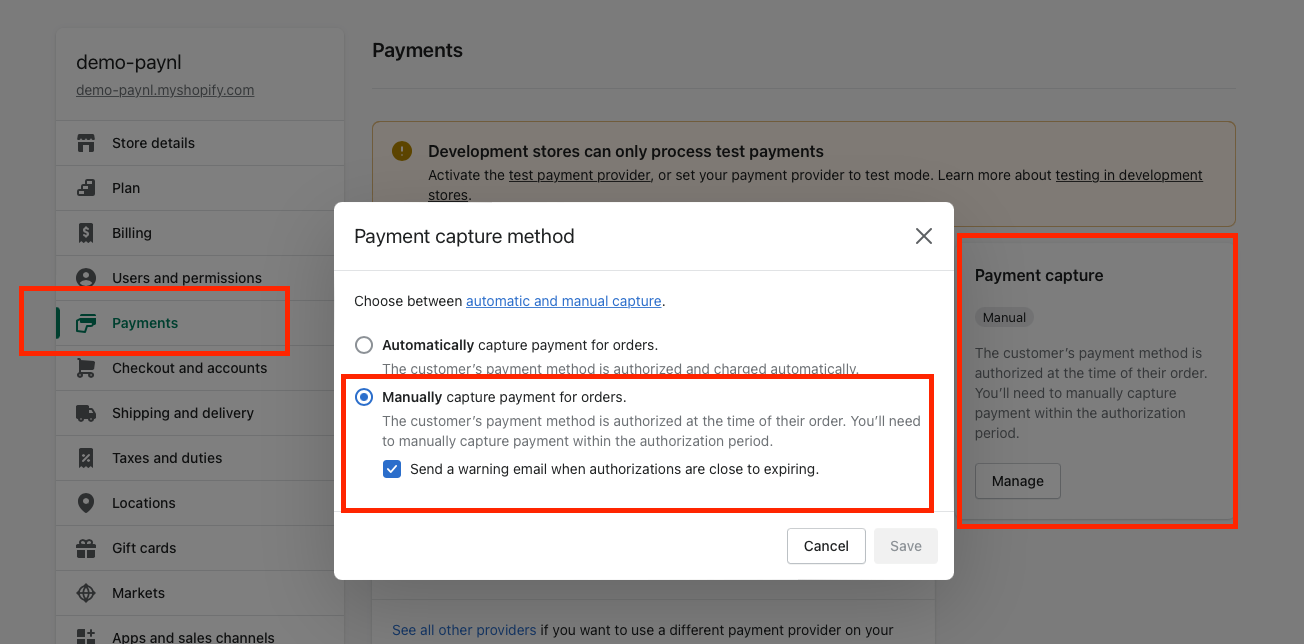 demo-paynl
demo-paynl.myshopify.com
Store details
Plan
Billing
Users and permissions
Payments
Checkout and accounts
Shipping and delivery
Taxes and duties
Locations
Gift cards
Markets
Apps and sales channels
Payments
Development stores can only process test payments
Activate the test payment provider, or set your payment provider to test mode. Learn more about testing in development
stores.
Payment capture method
Choose between automatic and manual capture.
Automatically capture payment for orders.
The customer's payment method is authorized and charged automatically.
Manually capture payment for orders.
The customer's payment method is authorized at the time of their order. You'll need
to manually capture payment within the authorization period.
Send a warning email when authorizations are close to expiring.
Cancel
Save
Payment capture
Manual
The customer's payment method is
authorized at the time of their order.
You'll need to manually capture
payment within the authorization
period.
Manage
See all other providers if you want to use a different payment provider on your